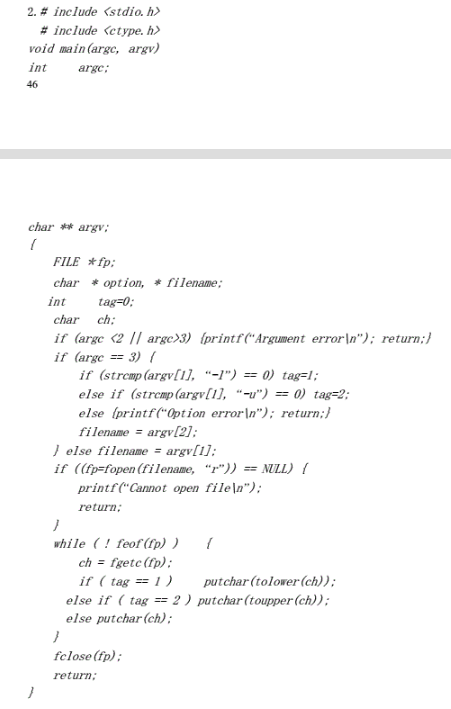 2.# include <stdio.h>
# include <ctype.h>
void main(argc, argv)
int argc;
46
char ** argv;
{
FILE *fp;
char * option, * filename;
int tag=0;
char ch;
if (argc <2 || argc>3) {printf(“Argument error\n”); return;}
if (argc == 3) {
if (strcmp(argv[1], “-l”) == 0) tag=1;
else if (strcmp(argv[1], “-u”) == 0) tag=2;
else {printf(“Option error\n”); return;}
filename = argv[2];
} else filename = argv[1];
if ((fp=fopen(filename, “r”)) == NULL) {
printf(“Cannot open file\n”);
return;
}
while ( ! feof(fp) ) {
ch = fgetc(fp);
if ( tag == 1 ) putchar(tolower(ch));
else if ( tag == 2 ) putchar(toupper(ch));
else putchar(ch);
}
fclose(fp);
return;
}